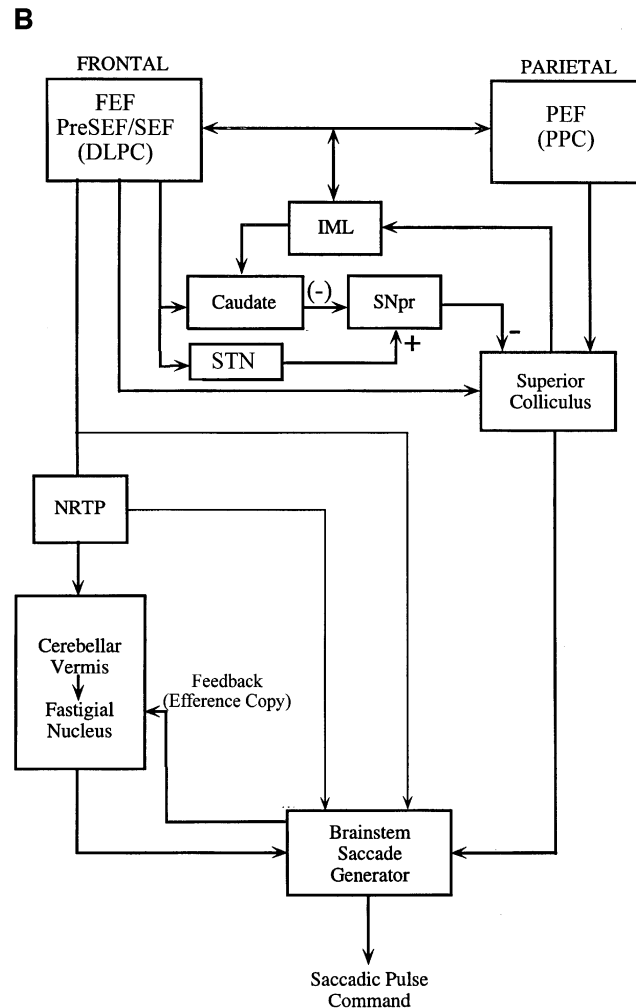 B
FRONTAL
FEF
PreSEF/SEF
(DLPC)
PARIETAL
PEF
(PPC)
IML
Caudate
(-)
SNpr
-
STN
+
Superior
Colliculus
NRTP
Cerebellar
Vermis
Fastigial
Nucleus
Feedback
(Efference Copy)
Brainstem
Saccade
Generator
Saccadic Pulse
Command